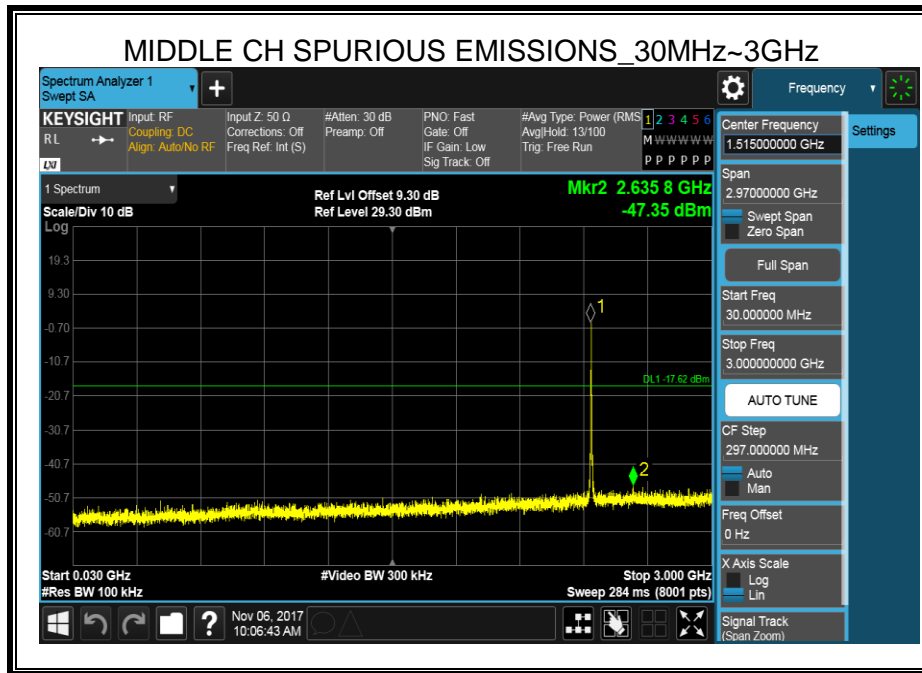 MIDDLE CH SPURIOUS EMISSIONS_30MHz~3GHz
Spectrum Analyzer 1
Swept SA
+
Frequency
KEYSIGHT
RL
LXI
Input: RF
Coupling: DC
Align: Auto/No RF
Input Z: 50 Ω
Corrections: Off
Freq Ref: Int (S)
#Atten: 30 dB
Preamp: Off
PNO: Fast
Gate: Off
IF Gain: Low
Sig Track: Off
#Avg Type: Power (RMS
Avg|Hold: 13/100
Trig: Free Run
1 2 3 4 5 6
M W W W W W
P P P P P P
1 Spectrum
Scale/Div 10 dB
Log
Ref Lvl Offset 9.30 dB
Ref Level 29.30 dBm
Mkr2 2.635 8 GHz
-47.35 dBm
19.3
9.30
-0.70
-10.7
-20.7
-30.7
-40.7
-50.7
-60.7
1
DL1 -17.62 dBm
2
Start 0.030 GHz
#Res BW 100 kHz
#Video BW 300 kHz
Stop 3.000 GHz
Sweep 284 ms (8001 pts)
Center Frequency
1.515000000 GHz
Span
2.97000000 GHz
Swept Span
Zero Span
Full Span
Start Freq
30.000000 MHz
Stop Freq
3.000000000 GHz
AUTO TUNE
CF Step
297.000000 MHz
Auto
Man
Freq Offset
0 Hz
X Axis Scale
Log
Lin
Signal Track
(Span Zoom)
Settings
?
Nov 06, 2017
10:06:43 AM